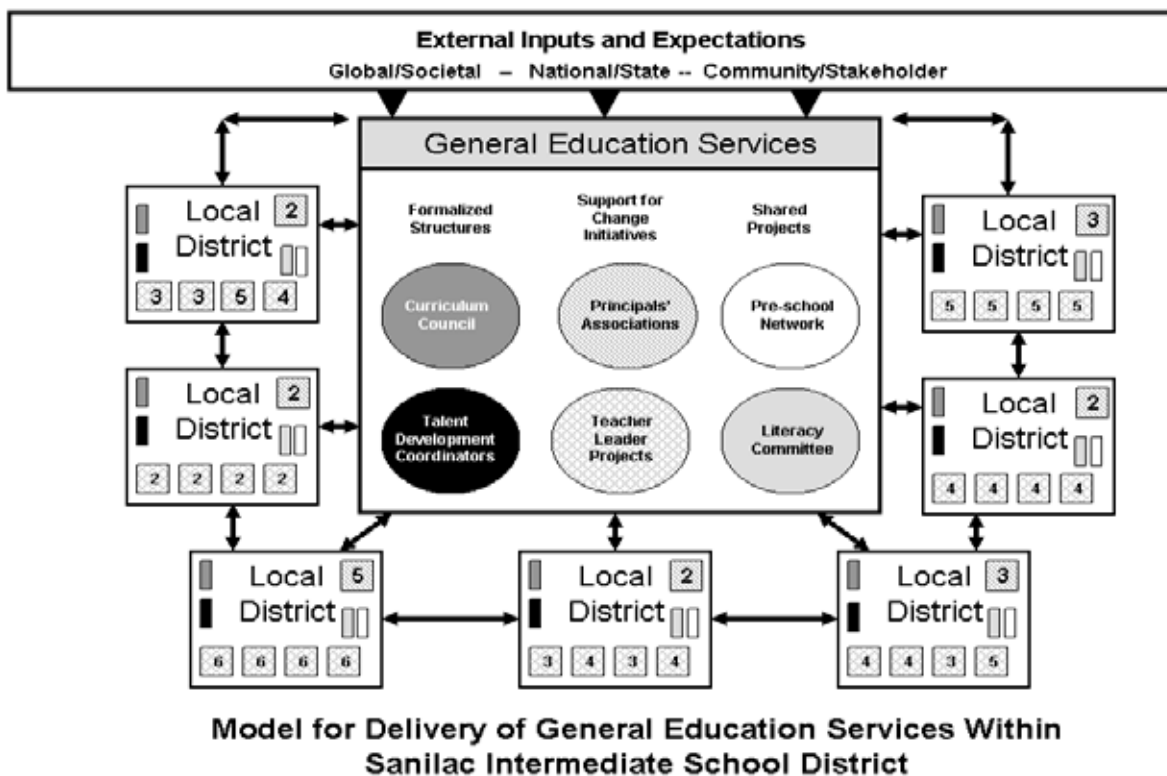 External Inputs and Expectations
Global/Societal – National/State -- Community/Stakeholder
General Education Services
Formalized
Structures
Support for
Change
Initiatives
Shared
Projects
Curriculum
Council
Principals'
Associations
Pre-school
Network
Talent
Development
Coordinators
Teacher
Leader
Projects
Literacy
Committee
Local 2
District
3 3 5 4
Local 2
District
2 2 2 2
Local 5
District
6 6 6 6
Local 2
District
3 4 3 4
Local 3
District
4 4 3 5
Local 3
District
5 5 5 5
Local 2
District
4 4 4 4
Model for Delivery of General Education Services Within
Sanilac Intermediate School District